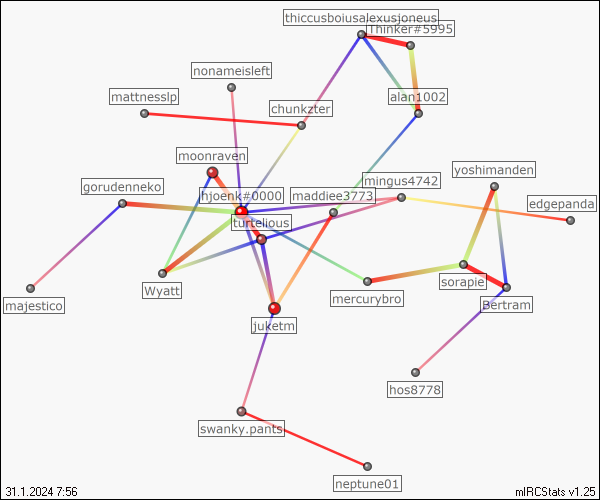 thiccusboiusalexusjoneus
Thinker#5995
nonameisleft
mattnesslp
alan1002
chunkzter
moonraven
yoshimanden
gorudenneko
hjoenk#0000
maddiee3773
mingus4742
edgepanda
turtelious
majestico
Wyatt
mercurybro
sorapie
Bertram
juketm
hos8778
swanky.pants
neptune01
31.1.2024 7:56
mIRCStats v1.25